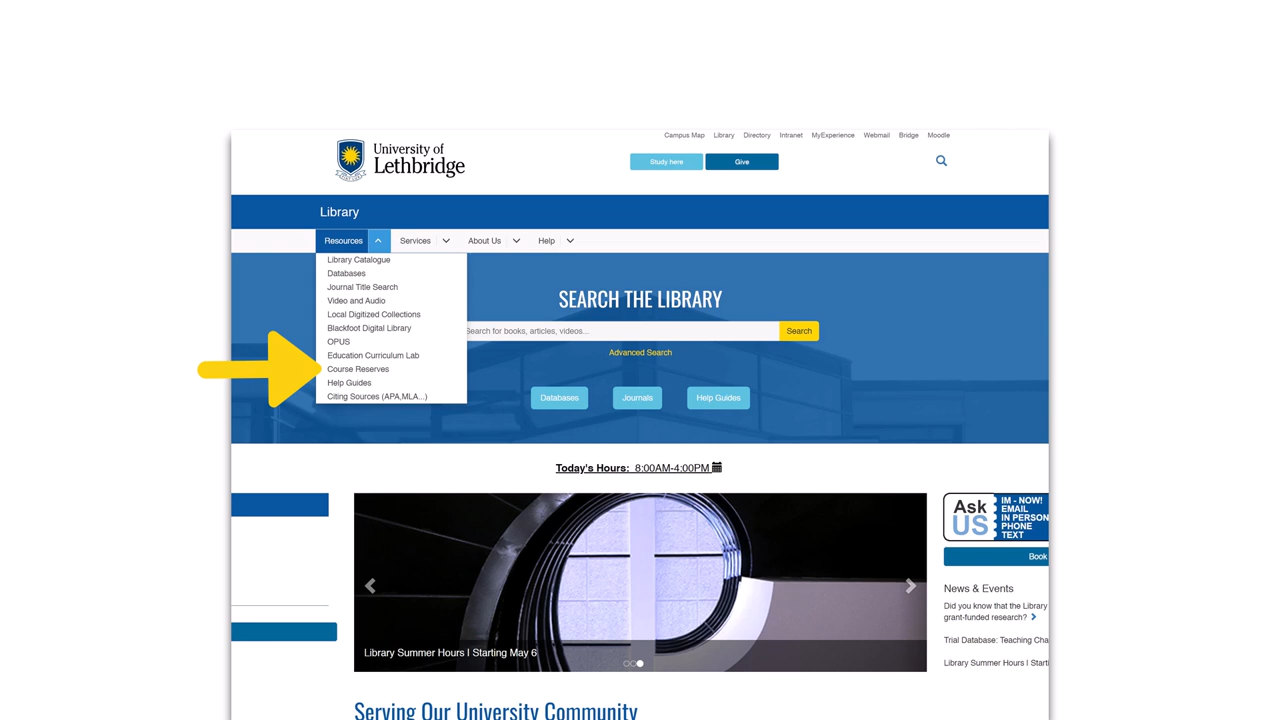 Campus Map Library Directory Intranet MyExperience Webmail Bridge Moodle
University of
Lethbridge
Study here Give
Library
Resources Services About Us Help
Library Catalogue
Databases
Journal Title Search
Video and Audio
Local Digitized Collections
Blackfoot Digital Library
OPUS
Education Curriculum Lab
Course Reserves
Help Guides
Citing Sources (APA,MLA...)
SEARCH THE LIBRARY
Search for books, articles, videos... Search
Advanced Search
Databases Journals Help Guides
Today's Hours: 8:00AM-4:00PM
Ask
US
IM - NOW!
EMAIL
IN PERSON
PHONE
TEXT
Book
News & Events
Did you know that the Library
grant-funded research?
Trial Database: Teaching Cha
Library Summer Hours I Starti
Library Summer Hours I Starting May 6
Serving Our University Community